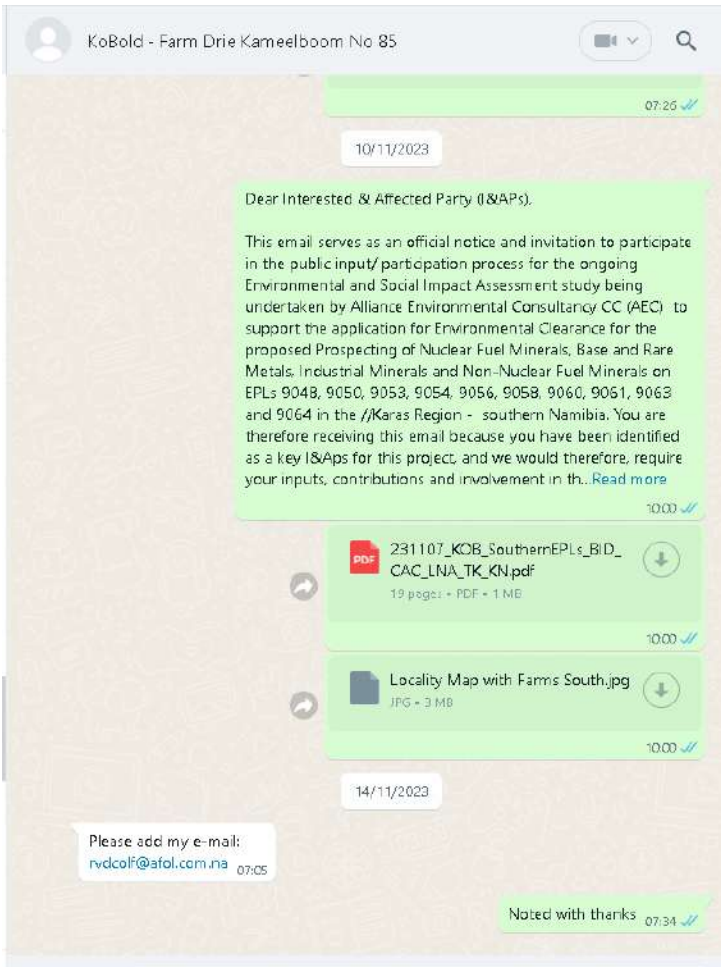 KoBold - Farm Drie Kameelboom No 85
07:26
10/11/2023
Dear Interested & Affected Party (I&APs),
This email serves as an official notice and invitation to participate
in the public input/ participation process for the ongoing
Environmental and Social Impact Assessment study being
undertaken by Alliance Environmental Consultancy CC (AEC) to
support the application for Environmental Clearance for the
proposed Prospecting of Nuclear Fuel Minerals, Base and Rare
Metals, Industrial Minerals and Non-Nuclear Fuel Minerals on
EPLs 9048, 9050, 9053, 9054, 9056, 9058, 9060, 9061, 9063
and 9064 in the //Karas Region - southern Namibia. You are
therefore receiving this email because you have been identified
as a key I&Aps for this project, and we would therefore, require
your inputs, contributions and involvement in th...Read more
10:00
PDF
231107_KOB_SouthernEPLs_BID_
CAC_LNA_TK_KN.pdf
19 pages • PDF • 1 MB
10:00
Locality Map with Farms South.jpg
JPG • 3 MB
10:00
14/11/2023
Please add my e-mail:
rvdcolf@afol.com.na 07:05
Noted with thanks 07:34